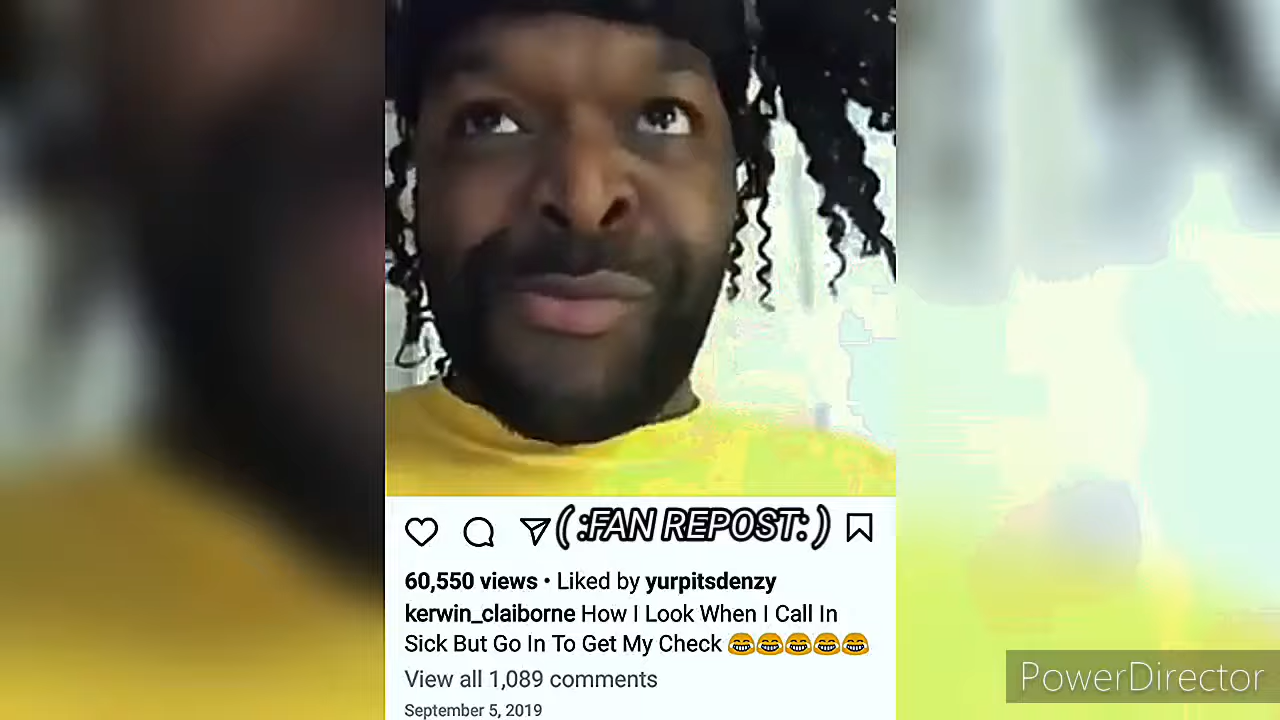 ( :FAN REPOST: )
60,550 views • Liked by yurpitsdenzy
kerwin_claiborne How I Look When I Call In
Sick But Go In To Get My Check 😂😂😂😂😂
View all 1,089 comments
September 5, 2019
PowerDirector